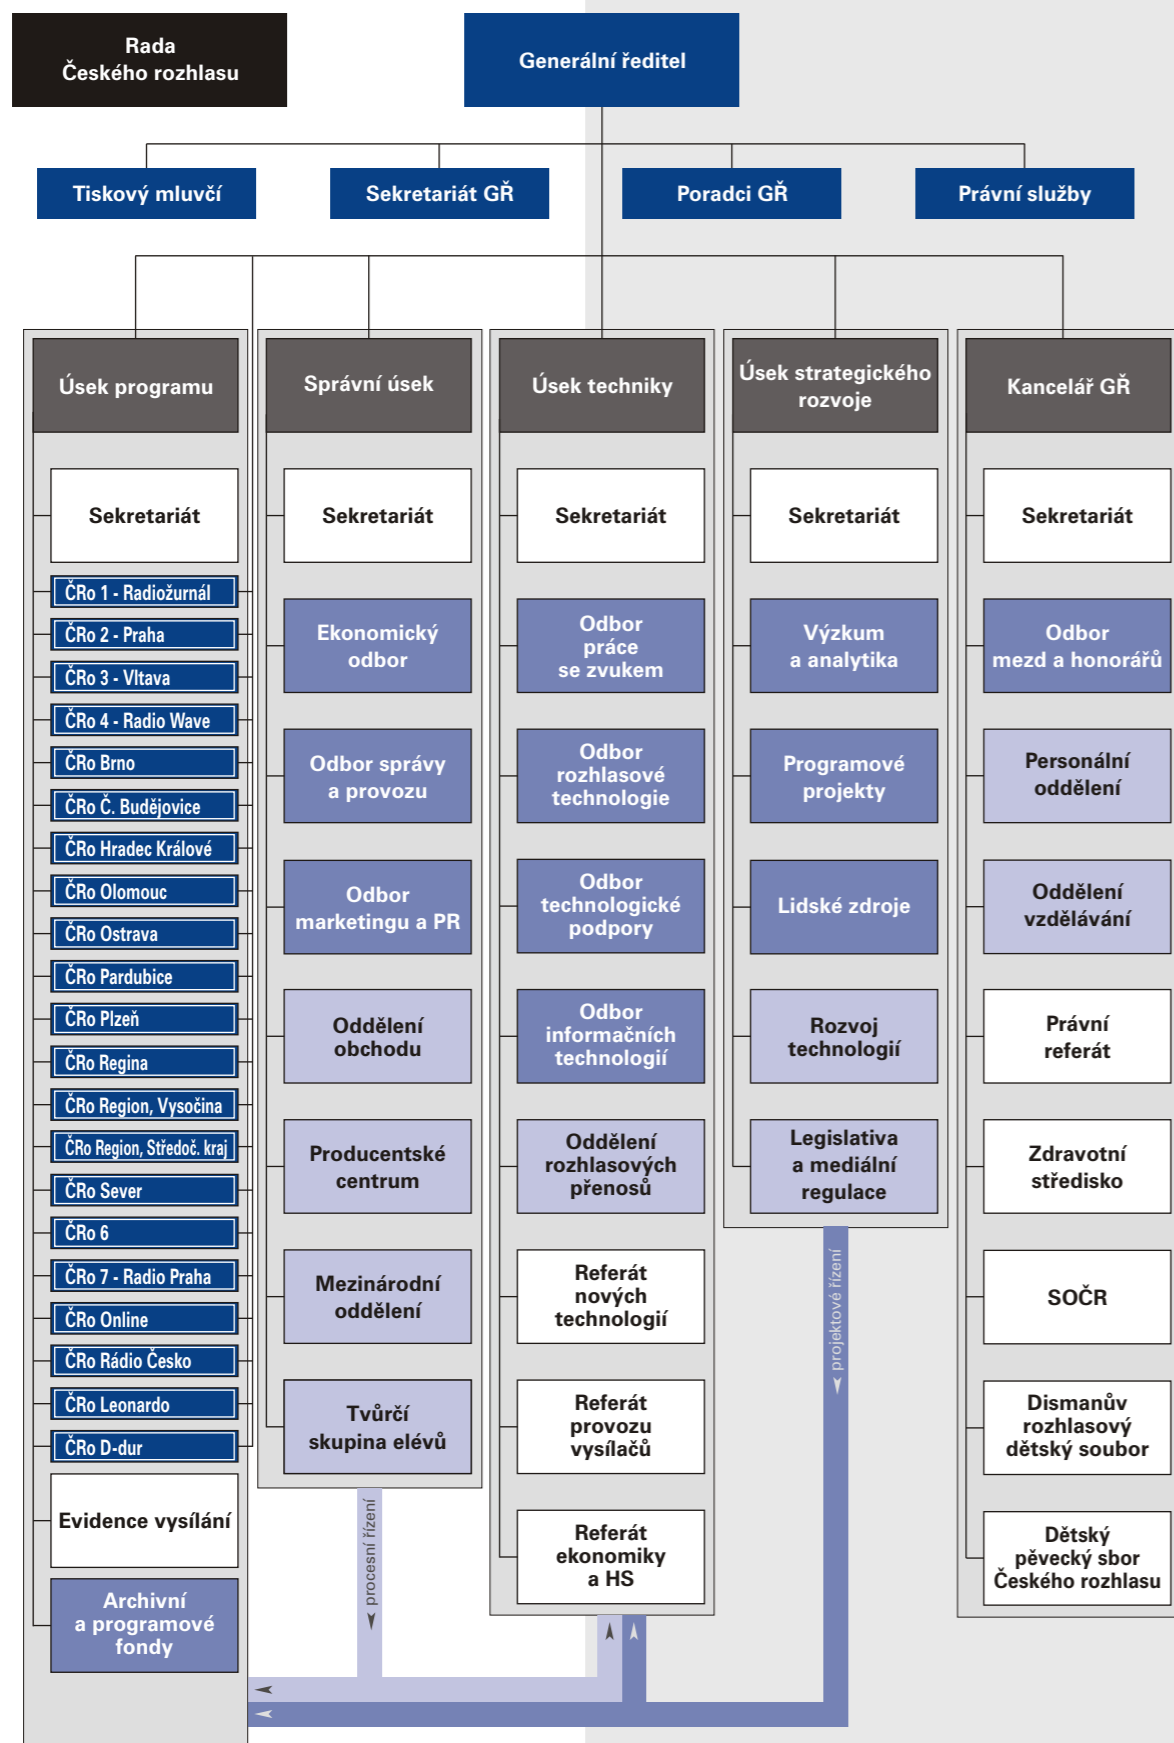 Rada
Českého rozhlasu
Generální ředitel
Tiskový mluvčí
Sekretariát GŘ
Poradci GŘ
Právní služby
Úsek programu
Sekretariát
ČRo 1 - Radiožurnál
ČRo 2 - Praha
ČRo 3 - Vltava
ČRo 4 - Radio Wave
ČRo Brno
ČRo Č. Budějovice
ČRo Hradec Králové
ČRo Olomouc
ČRo Ostrava
ČRo Pardubice
ČRo Plzeň
ČRo Regina
ČRo Region, Vysočina
ČRo Region, Středoč. kraj
ČRo Sever
ČRo 6
ČRo 7 - Radio Praha
ČRo Online
ČRo Rádio Česko
ČRo Leonardo
ČRo D-dur
Evidence vysílání
Archivní
a programové
fondy
Správní úsek
Sekretariát
Ekonomický
odbor
Odbor správy
a provozu
Odbor
marketingu a PR
Oddělení
obchodu
Producentské
centrum
Mezinárodní
oddělení
Tvůrčí
skupina elévů
procesní řízení
Úsek techniky
Sekretariát
Odbor
práce
se zvukem
Odbor
rozhlasové
technologie
Odbor
technologické
podpory
Odbor
informačních
technologií
Oddělení
rozhlasových
přenosů
Referát
nových
technologií
Referát
provozu
vysílačů
Referát
ekonomiky
a HS
Úsek strategického
rozvoje
Sekretariát
Výzkum
a analytika
Programové
projekty
Lidské zdroje
Rozvoj
technologií
Legislativa
a mediální
regulace
projektové řízení
Kancelář GŘ
Sekretariát
Odbor
mezd a honorářů
Personální
oddělení
Oddělení
vzdělávání
Právní
referát
Zdravotní
středisko
SOČR
Dismanův
rozhlasový
dětský soubor
Dětský
pěvecký sbor
Českého rozhlasu